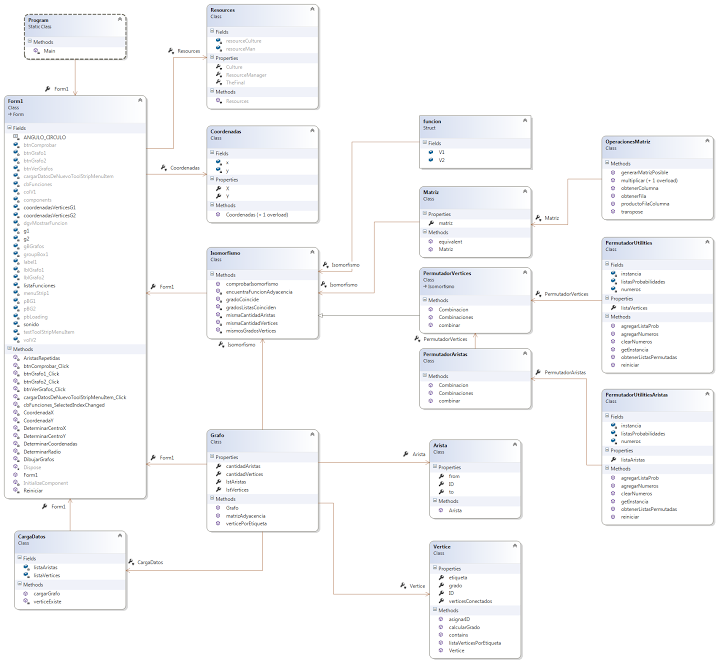 Program
Static Class
Methods
Main
Form1
Form1
Class
Form
Fields
ANGULO_CIRCULO
btnComprobar
btnGrafo1
btnGrafo2
btnVerGrafos
cargarDatosDeNuevoToolStripMenuItem
cbFunciones
colV1
components
coordenadasVerticesG1
coordenadasVerticesG2
dgvMostrarFuncion
g1
g2
gBGrafos
groupBox1
label1
lblGrafo1
lblGrafo2
listaFunciones
menuStrip1
pBG1
pBG2
pbLoading
sonido
testToolStripMenuItem
volV2
Methods
AristasRepetidas
btnComprobar_Click
btnGrafo1_Click
btnGrafo2_Click
btnVerGrafos_Click
cargarDatosDeNuevoToolStripMenuItem_Click
cbFunciones_SelectedIndexChanged
CoordenadaX
CoordenadaY
DeterminarCentroX
DeterminarCentroY
DeterminarCoordenadas
DeterminarRadio
DibujarGrafos
Dispose
Form1
InitializeComponent
Reiniciar
Form1
CargaDatos
Class
Fields
listaAristas
listaVertices
Methods
cargarGrafo
verticeExiste
Resources
Resources
Class
Fields
resourceCulture
resourceMan
Properties
Culture
ResourceManager
TheFinal
Methods
Resources
Coordenadas
Coordenadas
Class
Fields
x
y
Properties
X
Y
Methods
Coordenadas (+ 1 overload)
Form1
Isomorfismo
Class
Methods
comprobarIsomorfismo
encuentraFuncionAdyacencia
gradoCoincide
gradosListasCoinciden
mismaCantidadAristas
mismaCantidadVertices
mismosGradosVertices
Isomorfismo
Form1
Grafo
Class
Properties
cantidadAristas
cantidadVertices
lstAristas
lstVertices
Methods
Grafo
matrizAdyacencia
verticePorEtiqueta
CargaDatos
funcion
Struct
Fields
V1
V2
Isomorfismo
Matriz
Class
Properties
matriz
Methods
equivalent
Matriz
Isomorfismo
PermutadorVertices
Class
Isomorfismo
Methods
Combinacion
Combinaciones
combinar
PermutadorVertices
PermutadorAristas
Class
Methods
Combinacion
Combinaciones
combinar
Arista
Arista
Class
Properties
from
ID
to
Methods
Arista
Vertice
Vertice
Class
Properties
etiqueta
grado
ID
verticesConectados
Methods
asignarID
calcularGrado
contains
listaVerticesPorEtiqueta
Vertice
Matriz
OperacionesMatriz
Class
Methods
generarMatrizPosible
multiplicar (+ 1 overload)
obtenerColumna
obtenerFila
productoFilaColumna
transpose
PermutadorVertices
PermutadorUtilities
Class
Fields
instancia
listasProbabilidades
numeros
Properties
listaVertices
Methods
agregarListaProb
agregarNumeros
clearNumeros
geInstancia
obtenerListasPermutadas
reiniciar
PermutadorAristas
PermutadorUtilitiesAristas
Class
Fields
instancia
listasProbabilidades
numeros
Properties
listaAristas
Methods
agregarListaProb
agregarNumeros
clearNumeros
geInstancia
obtenerListasPermutadas
reiniciar